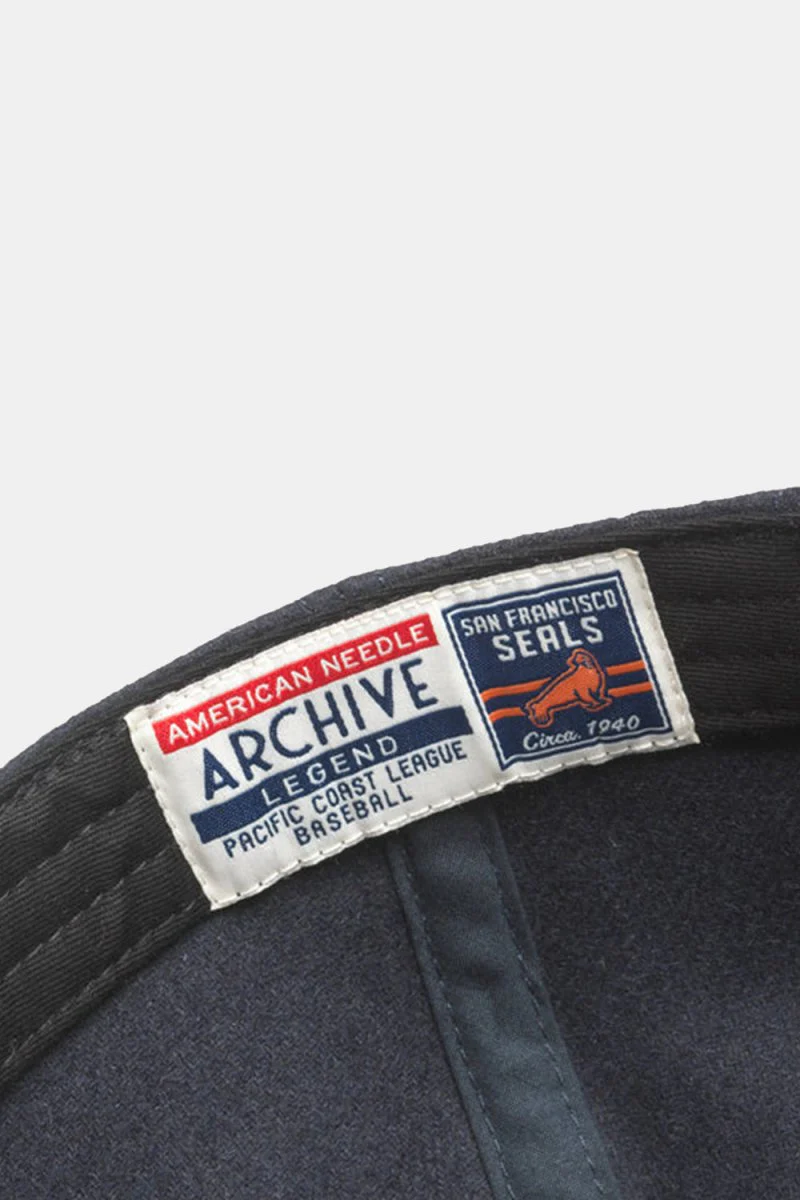 AMERICAN NEEDLE
ARCHIVE
LEGEND
PACIFIC COAST LEAGUE
BASEBALL
SAN FRANCISCO
SEALS
Circa. 1940